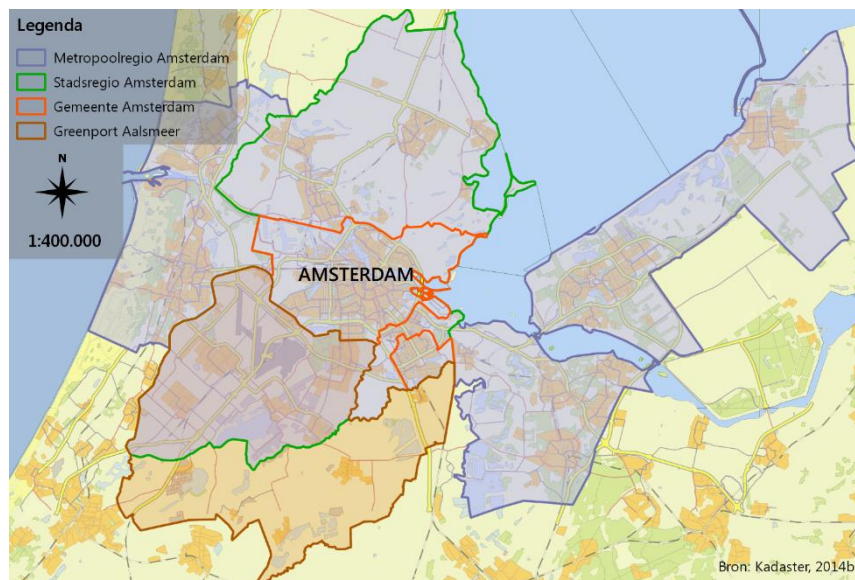 Legenda
Metropoolregio Amsterdam
Stadsregio Amsterdam
Gemeente Amsterdam
Greenport Aalsmeer
N
1:400.000
AMSTERDAM
Bron: Kadaster, 2014b